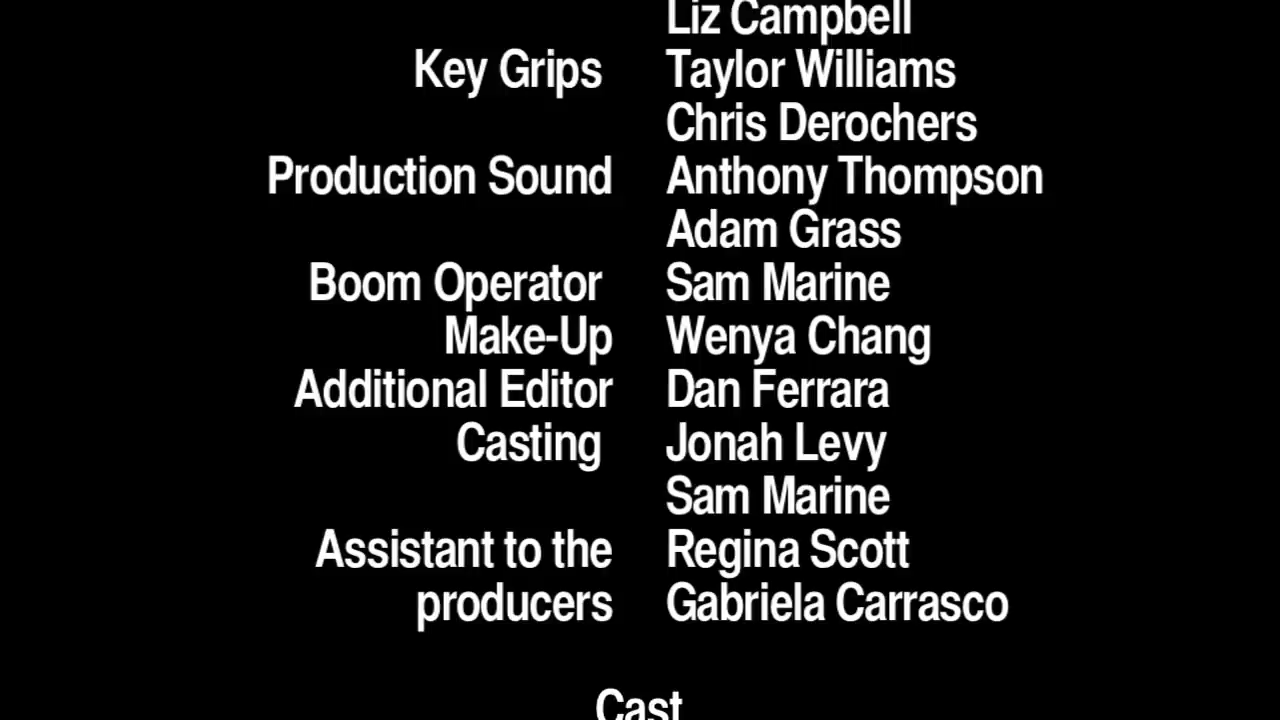 Liz Campbell
Key Grips Taylor Williams
Chris Derochers
Production Sound Anthony Thompson
Adam Grass
Boom Operator Sam Marine
Make-Up Wenya Chang
Additional Editor Dan Ferrara
Casting Jonah Levy
Sam Marine
Assistant to the Regina Scott
producers Gabriela Carrasco
Cast